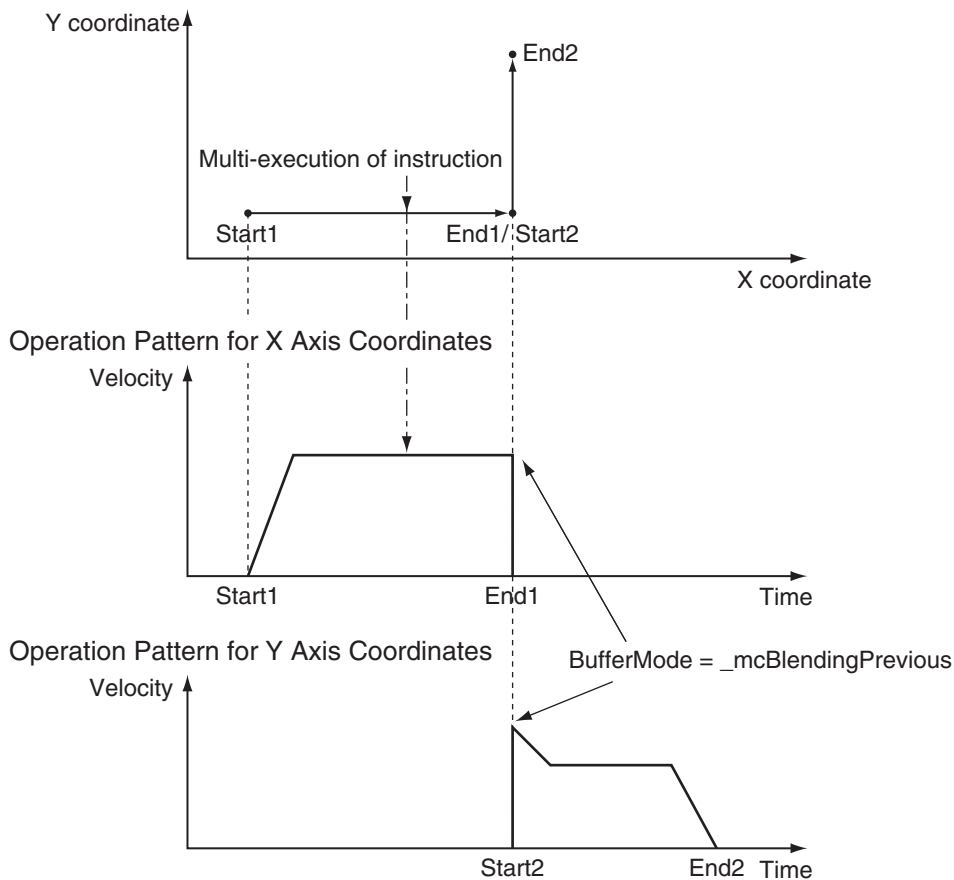 Y coordinate
End2
Multi-execution of instruction
Start1
End1/ Start2
X coordinate
Operation Pattern for X Axis Coordinates
Velocity
Start1
End1
Time
Operation Pattern for Y Axis Coordinates
BufferMode = _mcBlendingPrevious
Velocity
Start2
End2
Time